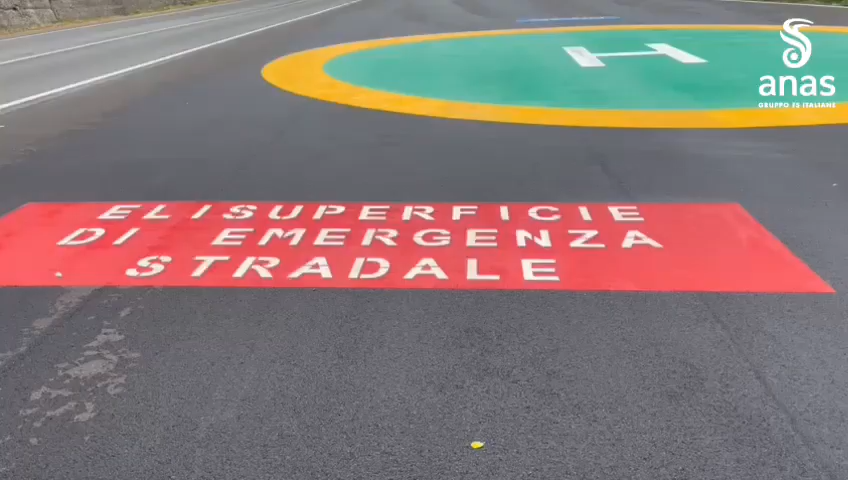 H
anas
GRUPPO FS ITALIANE
ELISUPERFICIE
DI EMERGENZA
STRADALE